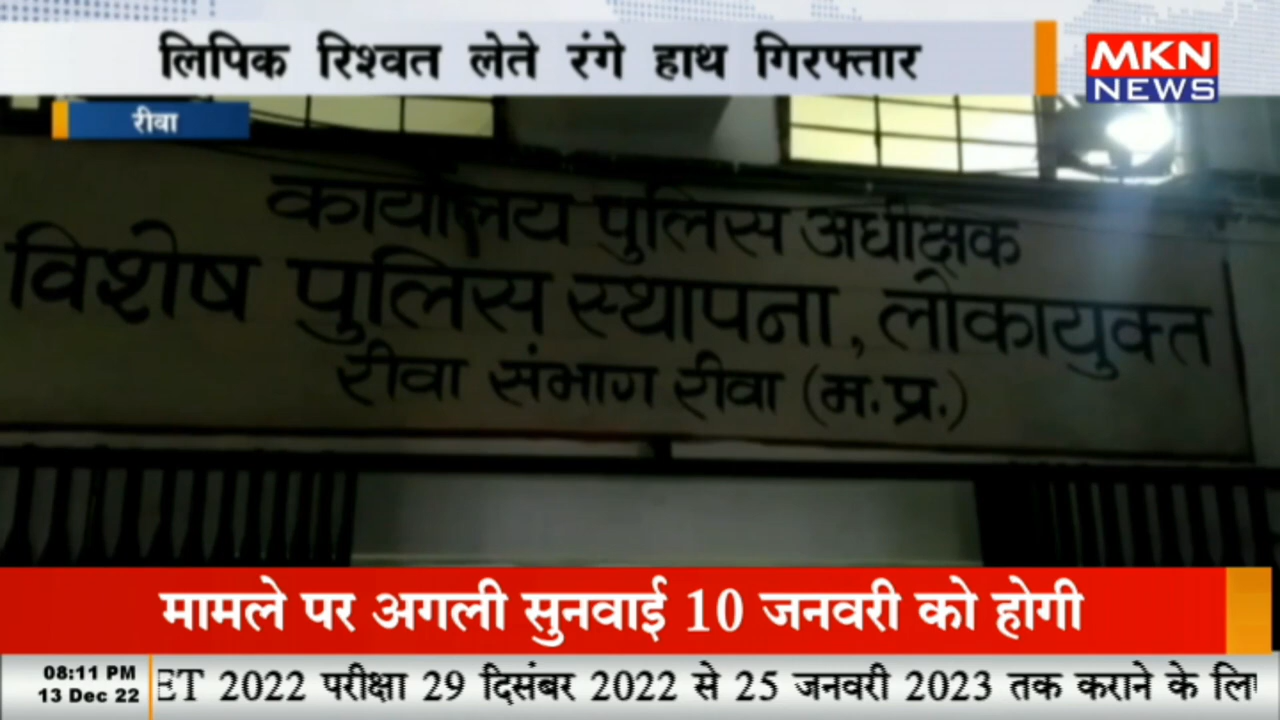 लिपिक रिश्वत लेते रंगे हाथ गिरफ्तार
MKN
NEWS
रीवा
कार्यालय पुलिस अधीक्षक
विशेष पुलिस स्थापना, लोकायुक्त
रीवा संभाग रीवा (म.प्र.)
मामले पर अगली सुनवाई 10 जनवरी को होगी
08:11 PM
13 Dec 22
ET 2022 परीक्षा 29 दिसंबर 2022 से 25 जनवरी 2023 तक कराने के